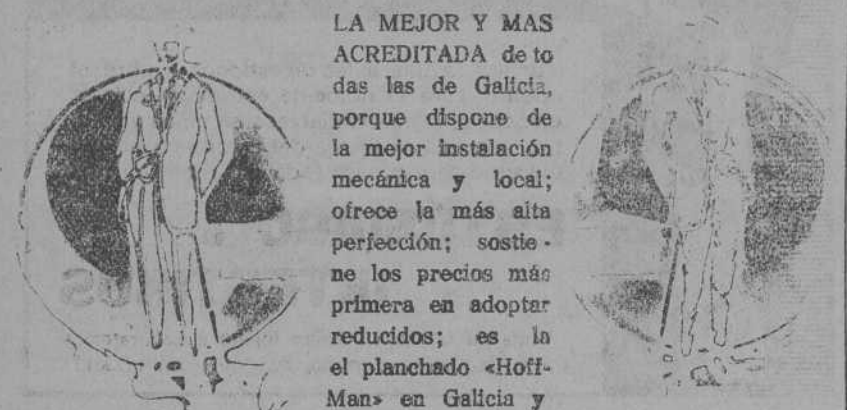 LA MEJOR Y MAS
ACREDITADA de to
das las de Galicia,
porque dispone de
la mejor instalación
mecánica y local;
ofrece la más alta
perfección; sostie-
ne los precios más
primera en adoptar
reducidos; es la
el planchado «Hoff-
Man» en Galicia y